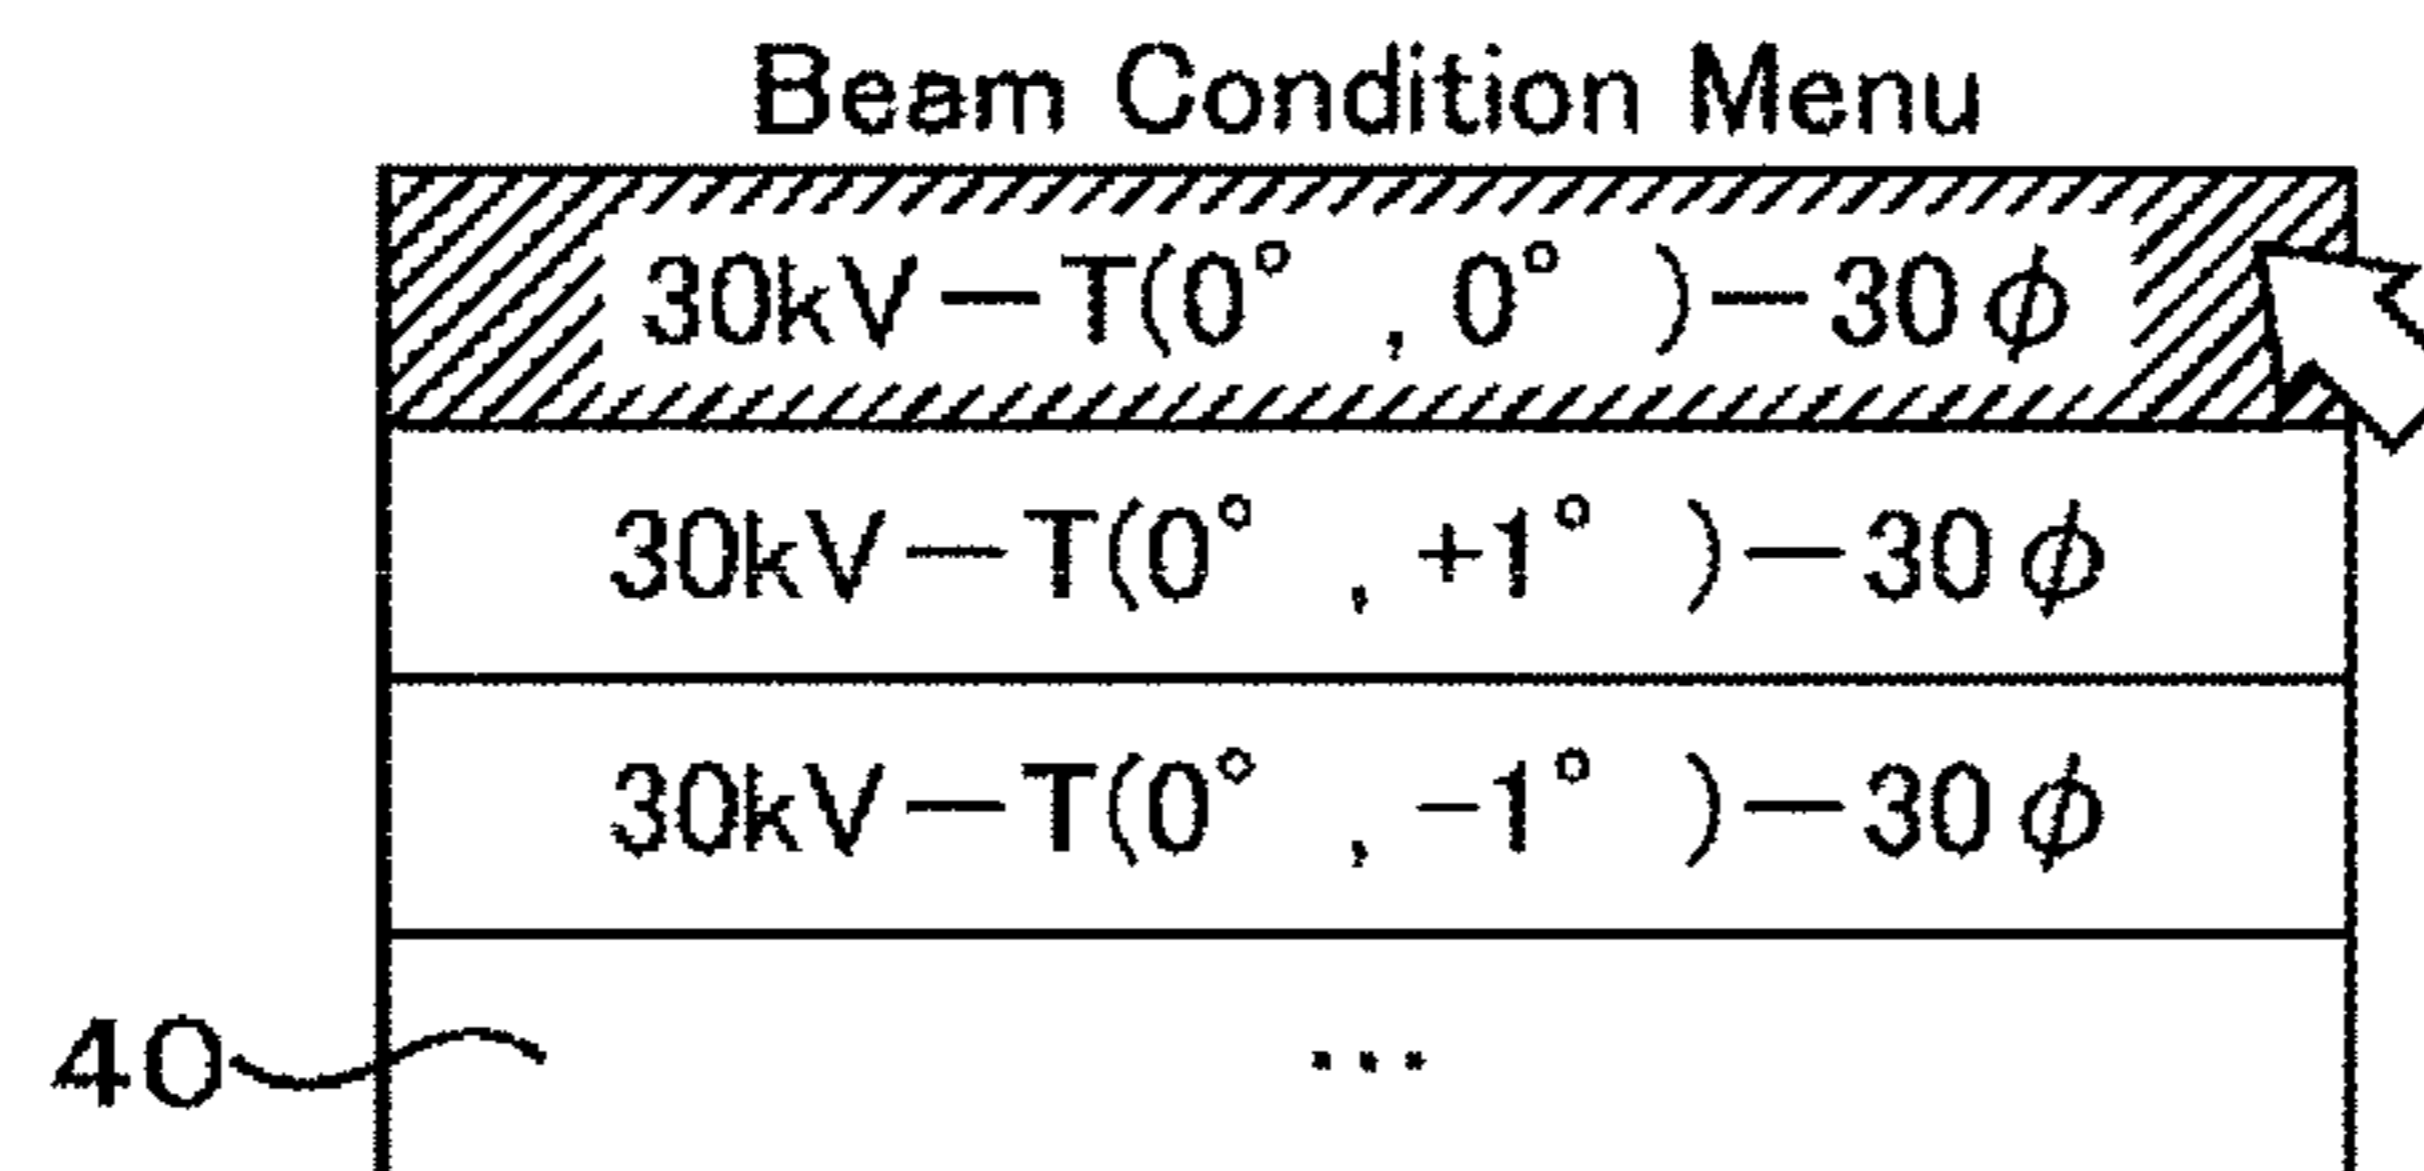 Beam Condition Menu
30kV−T(0° , 0° )−30φ
30kV−T(0° , +1° )−30φ
30kV−T(0° , −1° )−30φ
40 ...